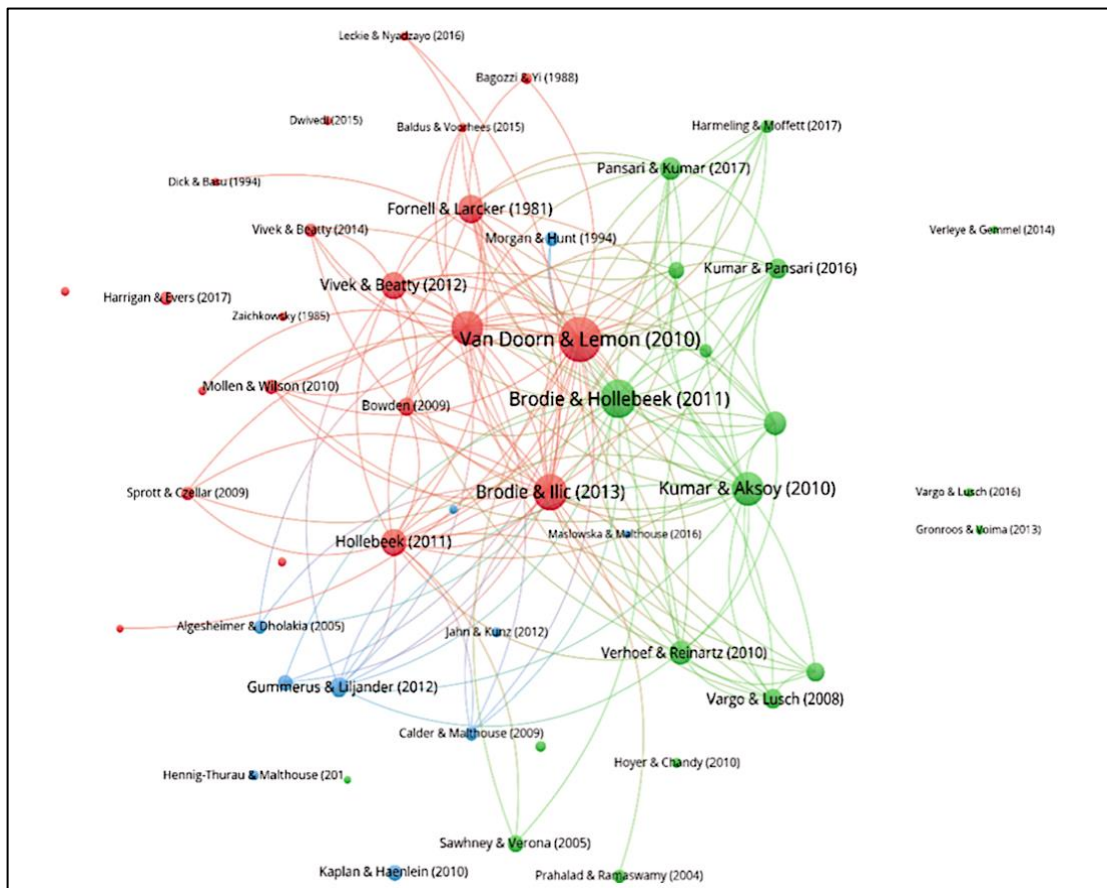 Leckie & Nyadzayo (2016)
Bagozzi & Yi (1988)
Dwivedi (2015)
Baldus & Voorhees (2015)
Harmeling & Moffett (2017)
Pansari & Kumar (2017)
Dick & Basu (1994)
Fornell & Larcker (1981)
Vivek & Beatty (2014)
Morgan & Hunt (1994)
Verleye & Gemmel (2014)
Kumar & Pansari (2016)
Vivek & Beatty (2012)
Harrigan & Evers (2017)
Zaichkowsky (1985)
Van Doorn & Lemon (2010)
Mollen & Wilson (2010)
Bowden (2009)
Brodie & Hollebeek (2011)
Sprott & Czellar (2009)
Brodie & Ilic (2013)
Kumar & Aksoy (2010)
Vargo & Lusch (2016)
Gronroos & Voima (2013)
Maslowska & Malthouse (2016)
Hollebeek (2011)
Algesheimer & Dholakia (2005)
Jahn & Kunz (2012)
Verhoef & Reinartz (2010)
Gummerus & Liljander (2012)
Vargo & Lusch (2008)
Calder & Malthouse (2009)
Hoyer & Chandy (2010)
Hennig-Thurau & Malthouse (201
Sawhney & Verona (2005)
Kaplan & Haenlein (2010)
Prahalad & Ramaswamy (2004)